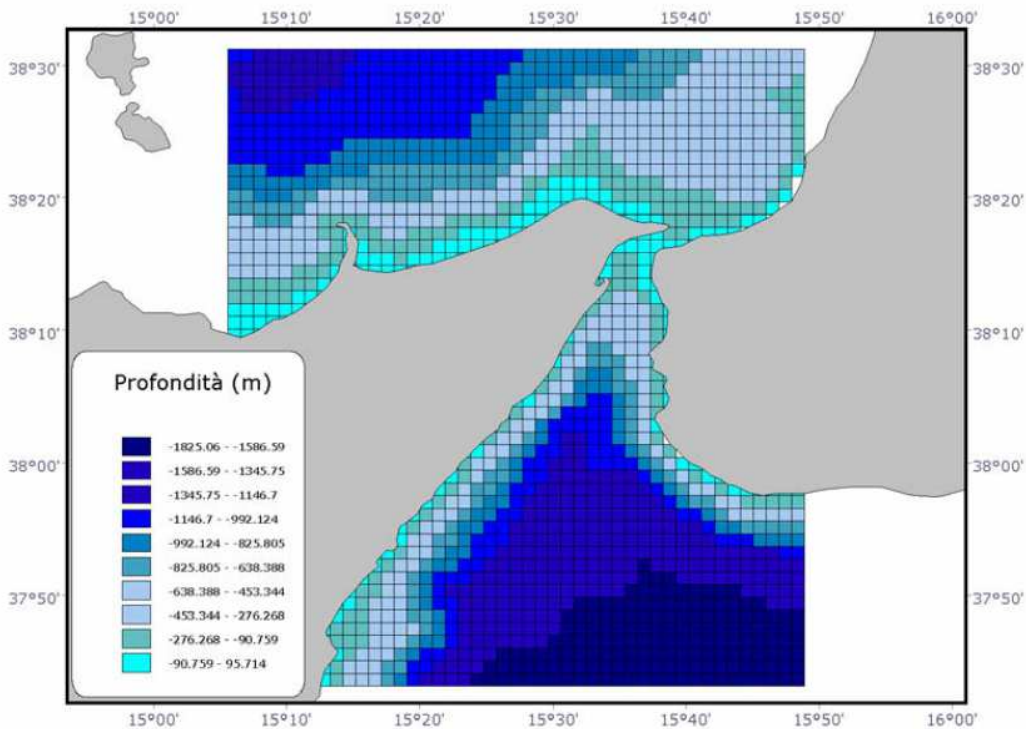 15°00' 15°10' 15°20' 15°30' 15°40' 15°50' 16°00'
38°30' 38°30'
38°20' 38°20'
38°10' 38°10'
38°00' 38°00'
37°50' 37°50'
Profondità (m)
-1825.06 - -1586.59
-1586.59 - -1345.75
-1345.75 - -1146.7
-1146.7 - -992.124
-992.124 - -825.805
-825.805 - -638.388
-638.388 - -453.344
-453.344 - -276.268
-276.268 - -90.759
-90.759 - 95.714
15°00' 15°10' 15°20' 15°30' 15°40' 15°50' 16°00'